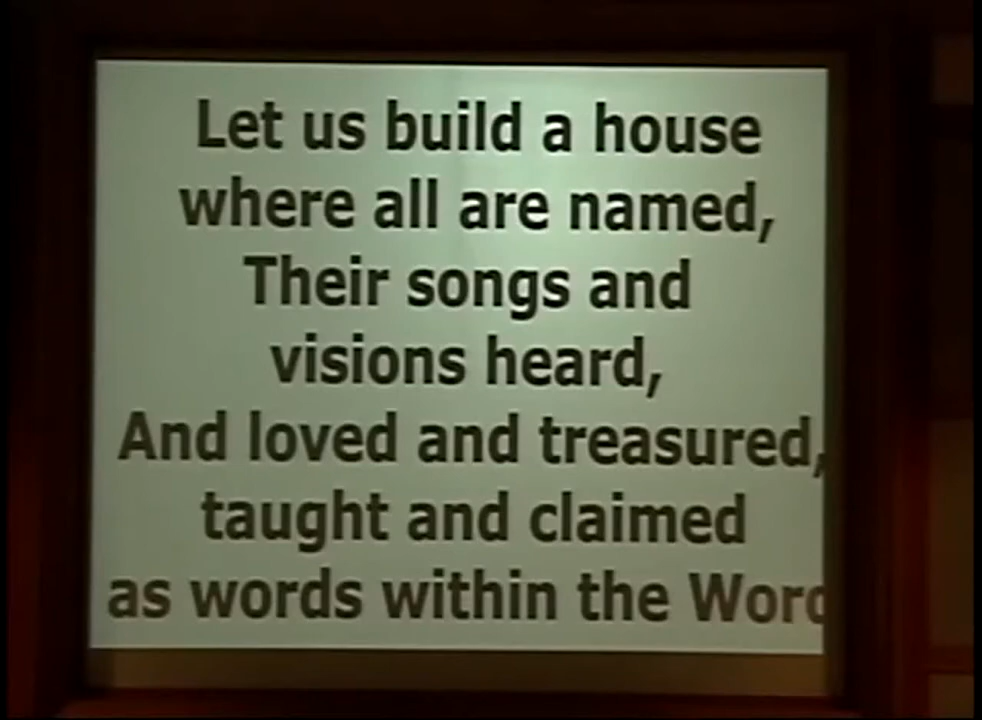 Let us build a house
where all are named,
Their songs and
visions heard,
And loved and treasured,
taught and claimed
as words within the Word